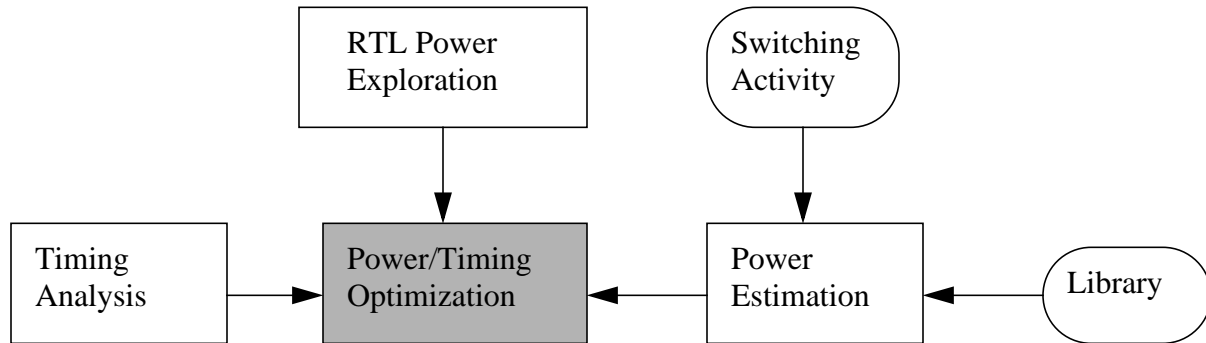 RTL Power
Exploration
Switching
Activity
Timing
Analysis
Power/Timing
Optimization
Power
Estimation
Library